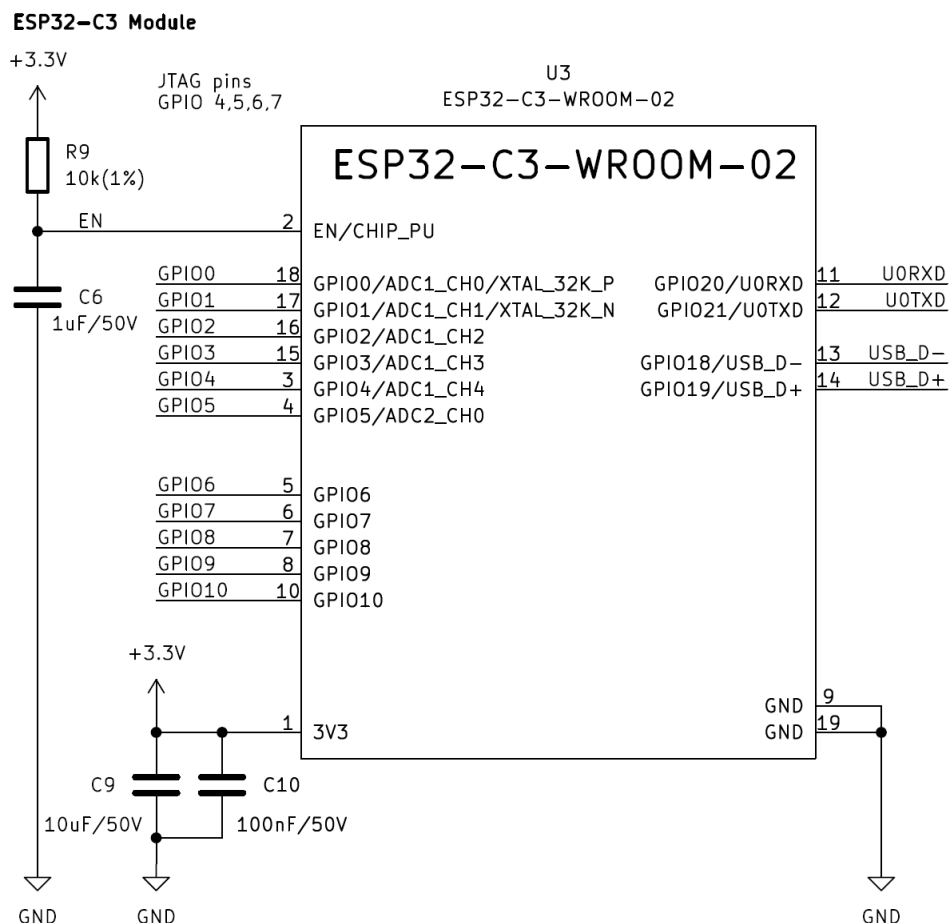 ESP32-C3 Module
+3.3V
JTAG pins
GPIO 4,5,6,7
U3
ESP32-C3-WROOM-02
R9
10k(1%)
ESP32-C3-WROOM-02
EN
2
EN/CHIP_PU
C6
1uF/50V
GPIO0 18 GPIO0/ADC1_CH0/XTAL_32K_P
GPIO1 17 GPIO1/ADC1_CH1/XTAL_32K_N
GPIO2 16 GPIO2/ADC1_CH2
GPIO3 15 GPIO3/ADC1_CH3
GPIO4 3 GPIO4/ADC1_CH4
GPIO5 4 GPIO5/ADC2_CH0
GPIO20/U0RXD 11 U0RXD
GPIO21/U0TXD 12 U0TXD
GPIO18/USB_D- 13 USB_D-
GPIO19/USB_D+ 14 USB_D+
GPIO6 5 GPIO6
GPIO7 6 GPIO7
GPIO8 7 GPIO8
GPIO9 8 GPIO9
GPIO10 10 GPIO10
+3.3V
1 3V3
GND 9
GND 19
C9
10uF/50V
C10
100nF/50V
GND
GND
GND